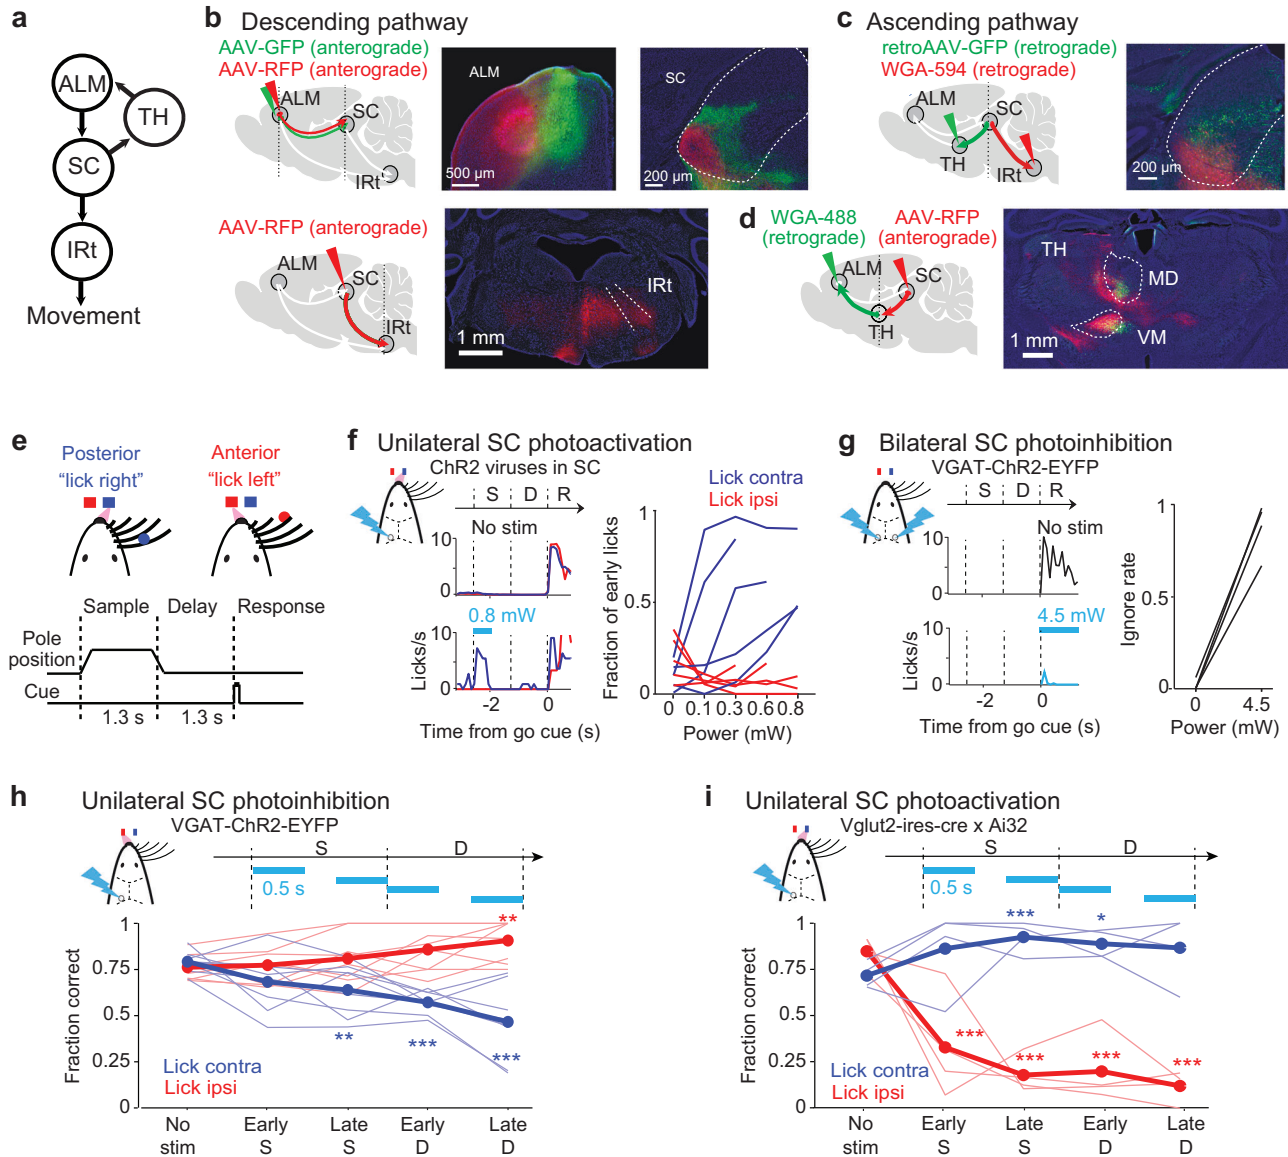 a
ALM
TH
SC
IRt
Movement
b Descending pathway
AAV-GFP (anterograde)
AAV-RFP (anterograde)
ALM
SC
IRt
ALM
500 µm
SC
200 µm
AAV-RFP (anterograde)
ALM
SC
IRt
IRt
1 mm
c Ascending pathway
retroAAV-GFP (retrograde)
WGA-594 (retrograde)
ALM
SC
TH
IRt
200 µm
d
WGA-488
(retrograde)
AAV-RFP
(anterograde)
ALM
SC
TH
TH
MD
VM
1 mm
e
Posterior
"lick right"
Anterior
"lick left"
Sample
Delay
Response
Pole
position
Cue
1.3 s
1.3 s
f Unilateral SC photoactivation
ChR2 viruses in SC
S D R
No stim
10
0
0.8 mW
10
0
Licks/s
-2 0
Time from go cue (s)
Lick contra
Lick ipsi
Fraction of early licks
1
0.5
0
0 0.1 0.3 0.6 0.8
Power (mW)
g Bilateral SC photoinhibition
VGAT-ChR2-EYFP
S D R
No stim
10
0
4.5 mW
10
0
Licks/s
-2 0
Time from go cue (s)
Ignore rate
1
0.5
0
0 4.5
Power (mW)
h Unilateral SC photoinhibition
VGAT-ChR2-EYFP
S D
0.5 s
Fraction correct
1
0.75
0.5
0.25
0
**
**
***
***
Lick contra
Lick ipsi
No stim
Early S
Late S
Early D
Late D
i Unilateral SC photoactivation
Vglut2-ires-cre x Ai32
S D
0.5 s
Fraction correct
1
0.75
0.5
0.25
0
***
*
***
***
***
***
Lick contra
Lick ipsi
No stim
Early S
Late S
Early D
Late D